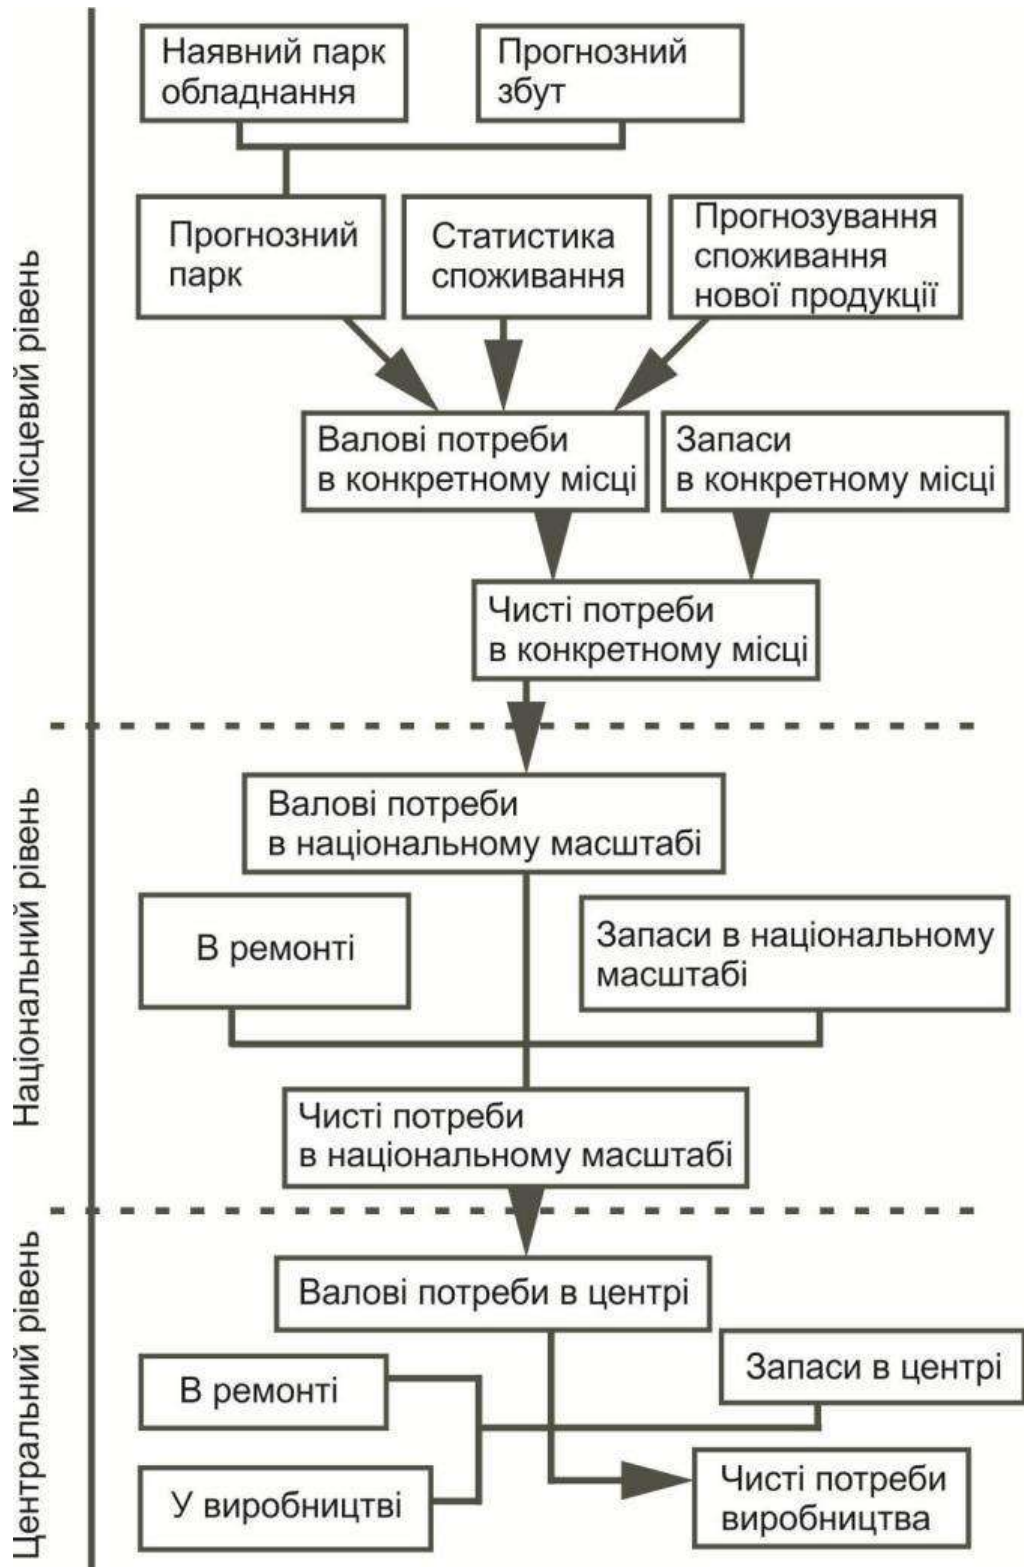 Наявний парк
обладнання
Прогнозний
збут
Прогнозний
парк
Статистика
споживання
Прогнозування
споживання
нової продукції
Місцевий рівень
Валові потреби
в конкретному місці
Запаси
в конкретному місці
Чисті потреби
в конкретному місці
Валові потреби
в національному масштабі
Національний рівень
В ремонті
Запаси в національному
масштабі
Чисті потреби
в національному масштабі
Валові потреби в центрі
Центральний рівень
В ремонті
Запаси в центрі
У виробництві
Чисті потреби
виробництва